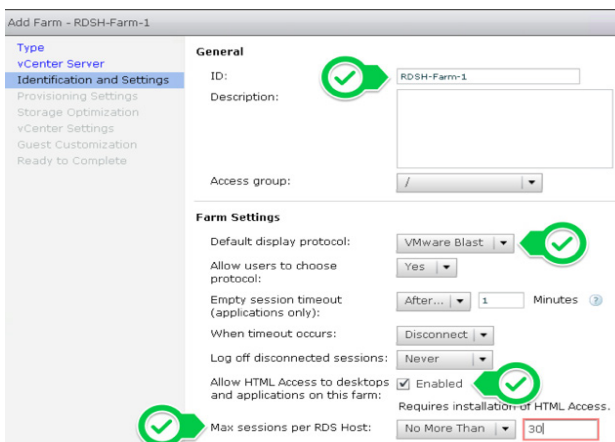 Add Farm - RDSH-Farm-1
Type
vCenter Server
Identification and Settings
Provisioning Settings
Storage Optimization
vCenter Settings
Guest Customization
Ready to Complete
General
ID:
RDSH-Farm-1
Description:
Access group:
/
Farm Settings
Default display protocol:
VMware Blast
Allow users to choose
protocol:
Yes
Empty session timeout
(applications only):
After...
1
Minutes
?
When timeout occurs:
Disconnect
Log off disconnected sessions:
Never
Allow HTML Access to desktops
and applications on this farm:
Enabled
Requires installation of HTML Access.
Max sessions per RDS Host:
No More Than
30